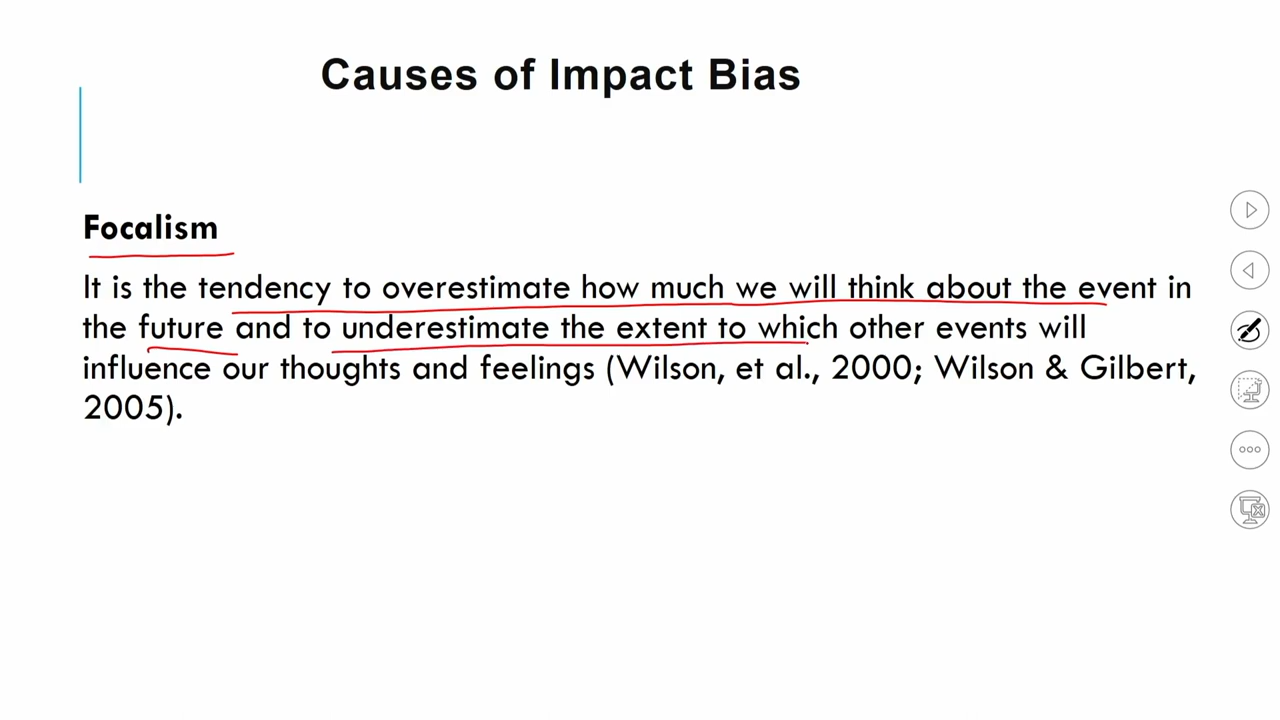 Causes of Impact Bias
Focalism
It is the tendency to overestimate how much we will think about the event in
the future and to underestimate the extent to which other events will
influence our thoughts and feelings (Wilson, et al., 2000; Wilson & Gilbert,
2005).